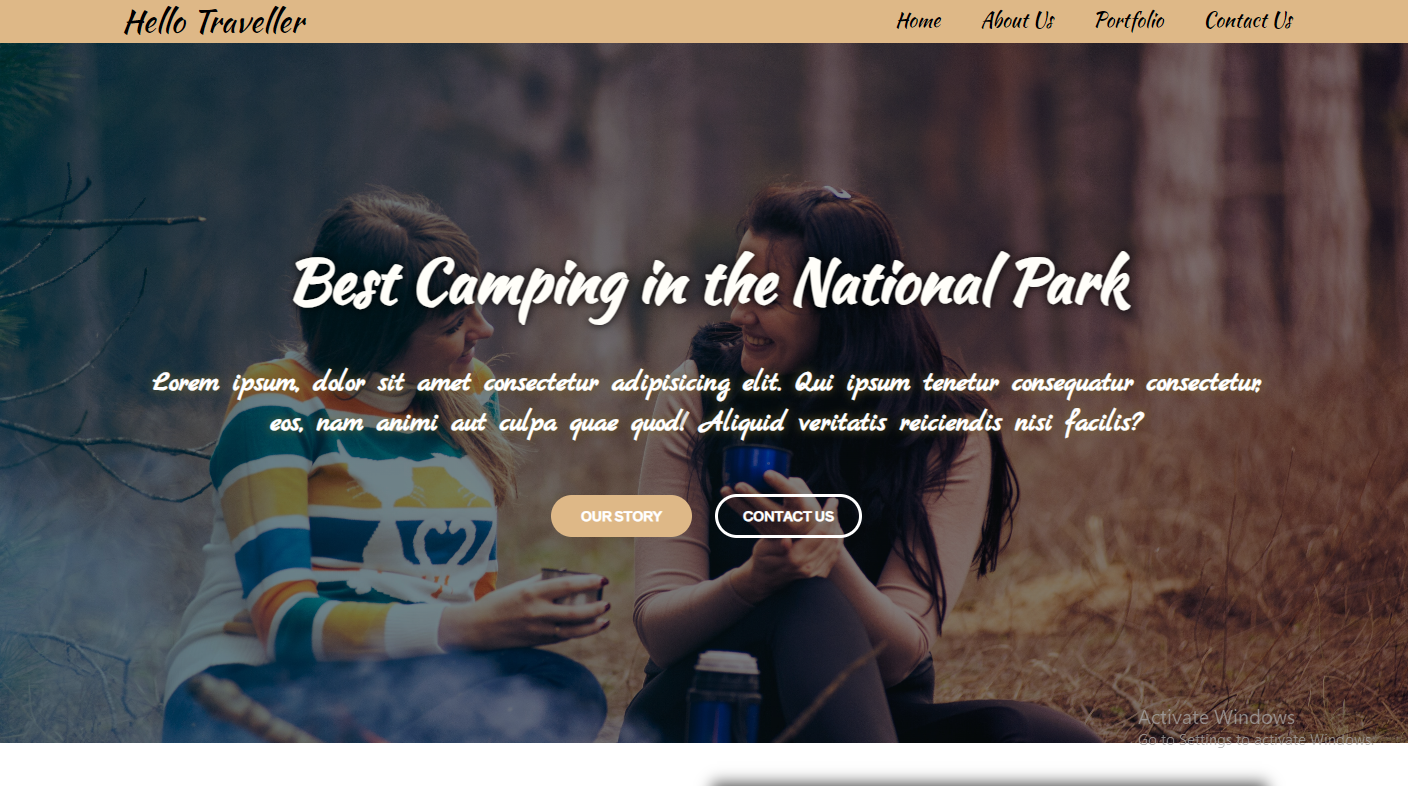 Hello Traveller
Home About Us Portfolio Contact Us
Best Camping in the National Park
Lorem ipsum, dolor sit amet consectetur adipisicing elit. Qui ipsum tenetur consequatur consectetur,
eos, nam animi aut culpa quae quod! Aliquid veritatis reiciendis nisi facilis?
OUR STORY CONTACT US
Activate Windows
Go to Settings to activate Windows.